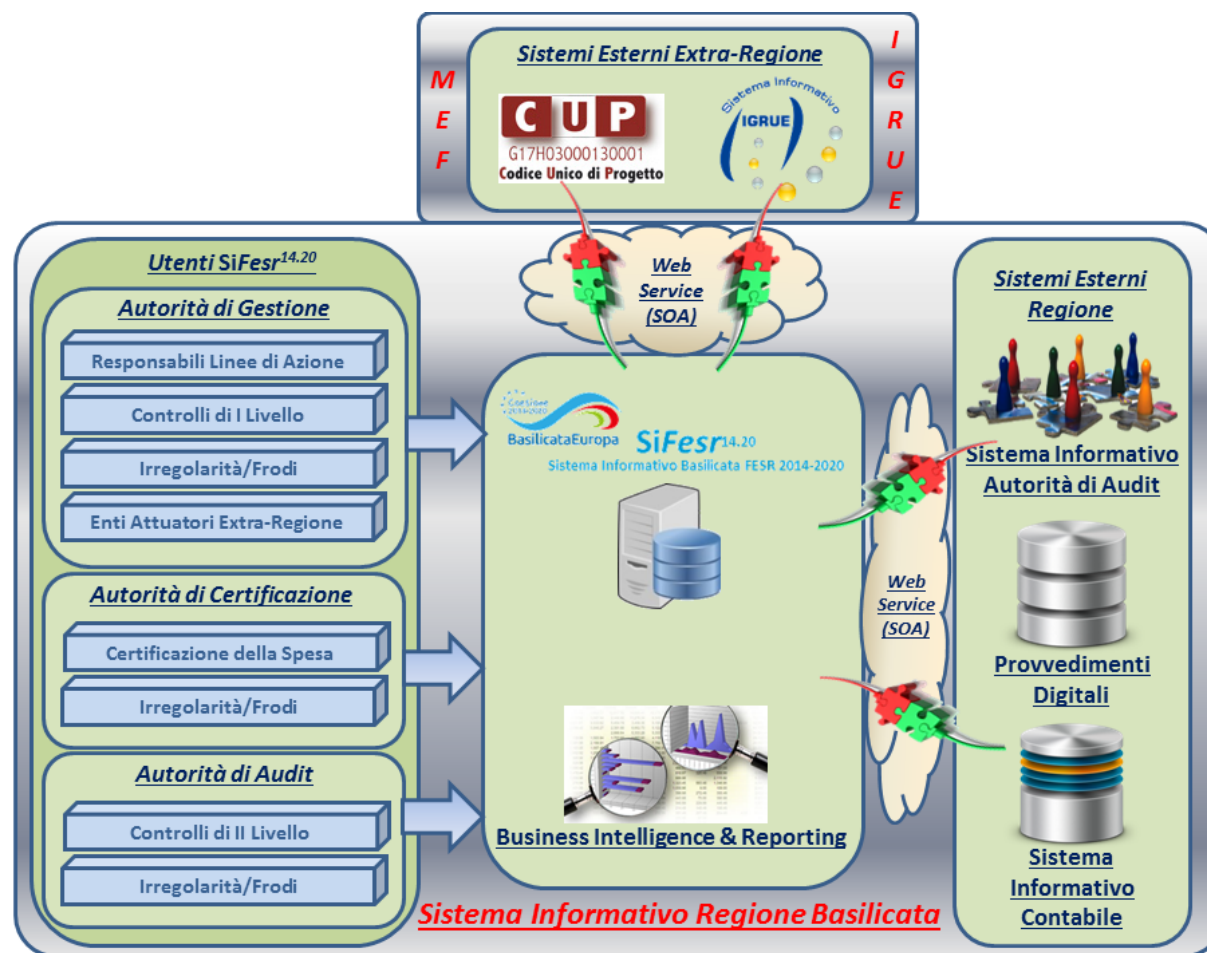 Sistemi Esterni Extra-Regione
M
E
F
I
G
R
U
E
CUP
G17H03000130001
Codice Unico di Progetto
Sistema Informativo
IGRUE
Web
Service
(SOA)
Utenti SiFesr14.20
Autorità di Gestione
Responsabili Linee di Azione
Controlli di I Livello
Irregolarità/Frodi
Enti Attuatori Extra-Regione
Autorità di Certificazione
Certificazione della Spesa
Irregolarità/Frodi
Autorità di Audit
Controlli di II Livello
Irregolarità/Frodi
BasilicataEuropa
SiFesr14.20
Sistema Informativo Basilicata FESR 2014-2020
Business Intelligence & Reporting
Web
Service
(SOA)
Sistemi Esterni
Regione
Sistema Informativo
Autorità di Audit
Provvedimenti
Digitali
Sistema
Informativo
Contabile
Sistema Informativo Regione Basilicata